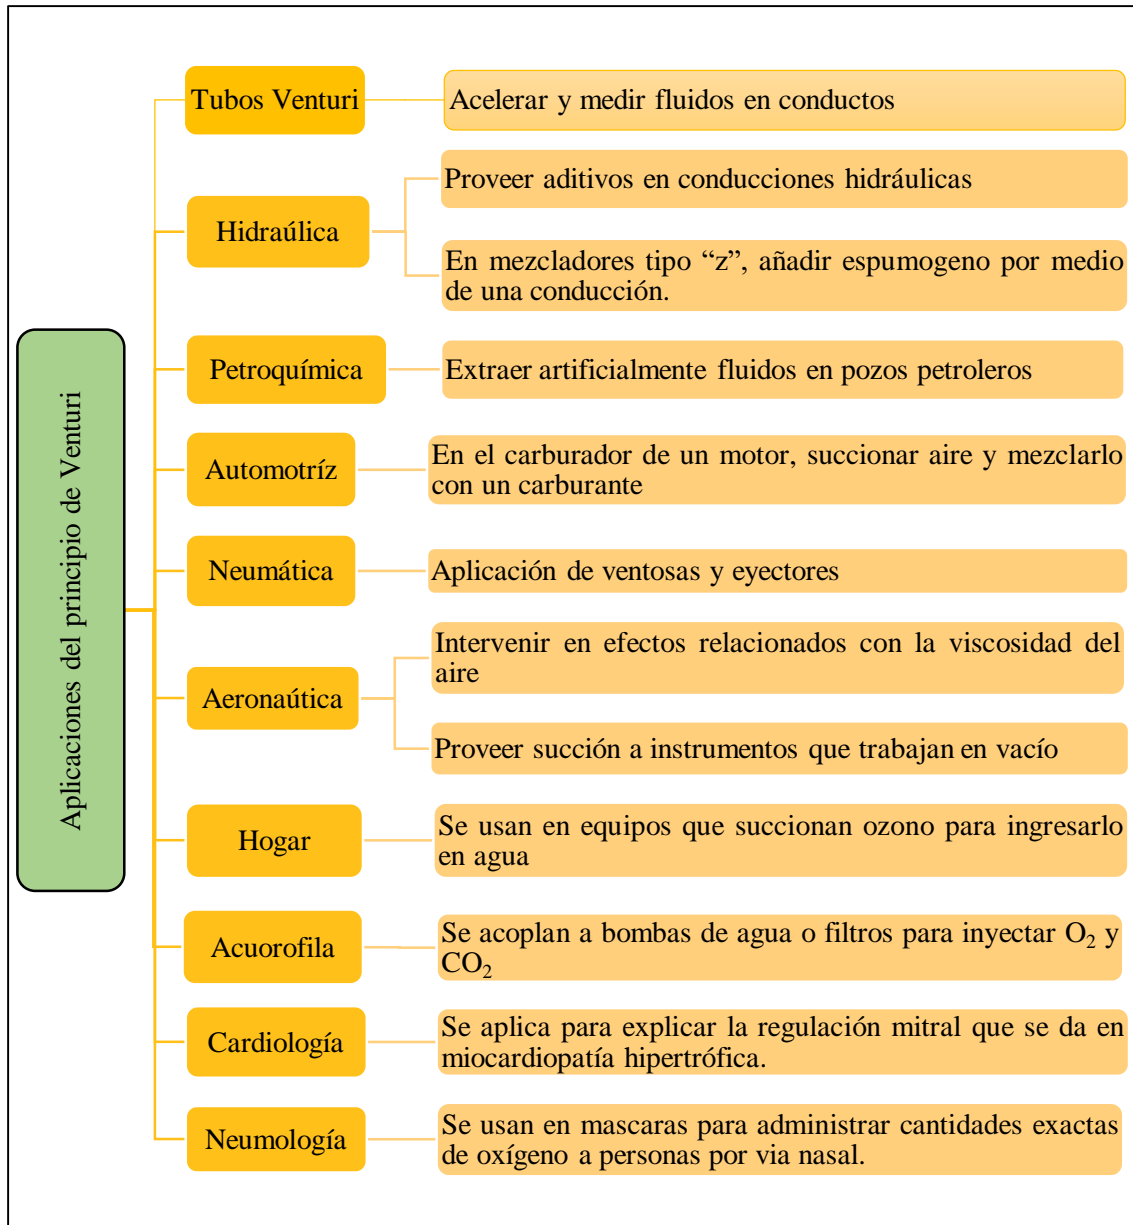 Aplicaciones del principio de Venturi
Tubos Venturi
Acelerar y medir fluidos en conductos
Hidraúlica
Proveer aditivos en conducciones hidráulicas
En mezcladores tipo “z”, añadir espumogeno por medio
de una conducción.
Petroquímica
Extraer artificialmente fluidos en pozos petroleros
Automotríz
En el carburador de un motor, succionar aire y mezclarlo
con un carburante
Neumática
Aplicación de ventosas y eyectores
Aeronaútica
Intervenir en efectos relacionados con la viscosidad del
aire
Proveer succión a instrumentos que trabajan en vacío
Hogar
Se usan en equipos que succionan ozono para ingresarlo
en agua
Acuorofila
Se acoplan a bombas de agua o filtros para inyectar O₂ y
CO₂
Cardiología
Se aplica para explicar la regulación mitral que se da en
miocardiopatía hipertrófica.
Neumología
Se usan en mascaras para administrar cantidades exactas
de oxígeno a personas por via nasal.